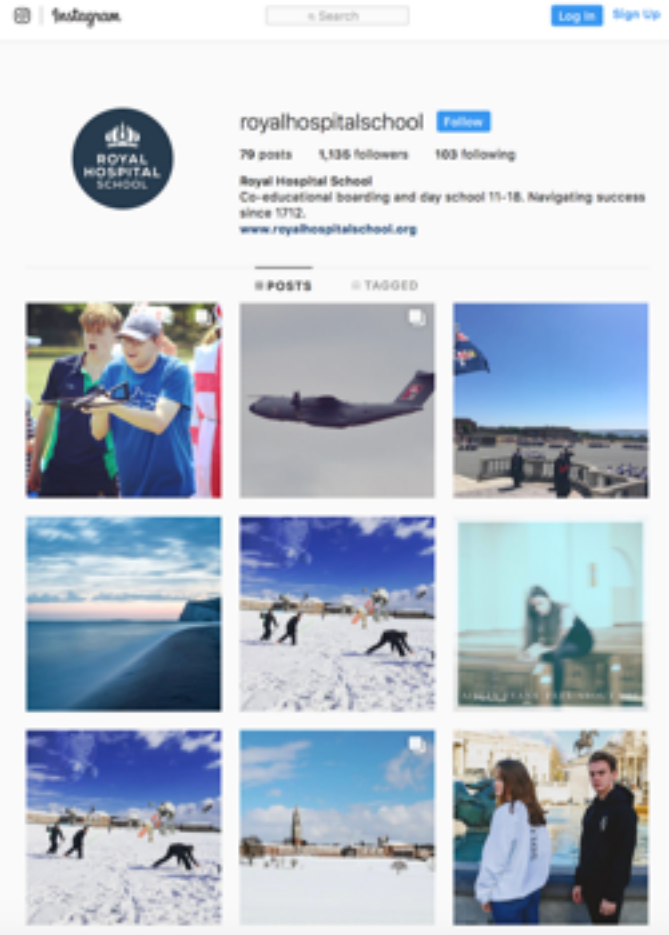 Instagram
Search
Log In
Sign Up
ROYAL
HOSPITAL
SCHOOL
royalhospitalschool
Follow
79 posts 1,135 followers 103 following
Royal Hospital School
Co-educational boarding and day school 11-18. Navigating success
since 1712.
www.royalhospitalschool.org
POSTS
TAGGED